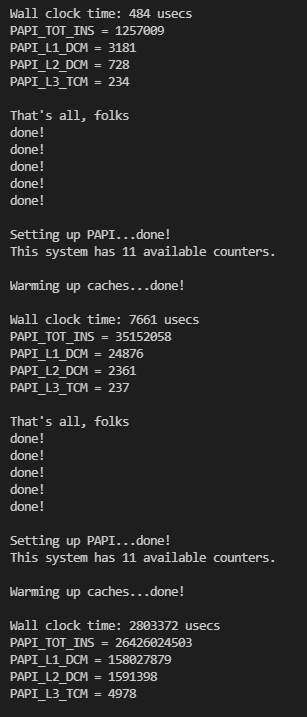 Wall clock time: 484 usecs
PAPI_TOT_INS = 1257009
PAPI_L1_DCM = 3181
PAPI_L2_DCM = 728
PAPI_L3_TCM = 234
That's all, folks
done!
done!
done!
done!
done!
Setting up PAPI...done!
This system has 11 available counters.
Warming up caches...done!
Wall clock time: 7661 usecs
PAPI_TOT_INS = 35152058
PAPI_L1_DCM = 24876
PAPI_L2_DCM = 2361
PAPI_L3_TCM = 237
That's all, folks
done!
done!
done!
done!
done!
Setting up PAPI...done!
This system has 11 available counters.
Warming up caches...done!
Wall clock time: 2803372 usecs
PAPI_TOT_INS = 26426024503
PAPI_L1_DCM = 158027879
PAPI_L2_DCM = 1591398
PAPI_L3_TCM = 4978